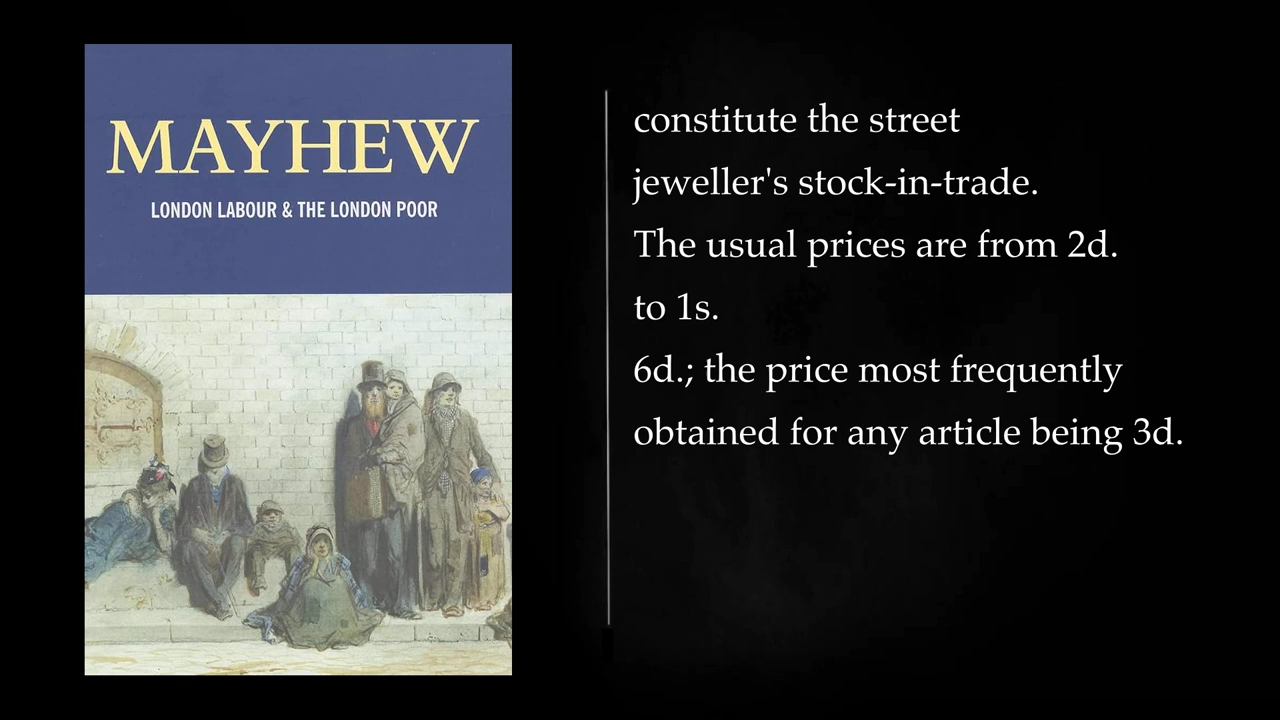 MAYHEW
LONDON LABOUR & THE LONDON POOR
constitute the street
jeweller's stock-in-trade.
The usual prices are from 2d.
to 1s.
6d.; the price most frequently
obtained for any article being 3d.